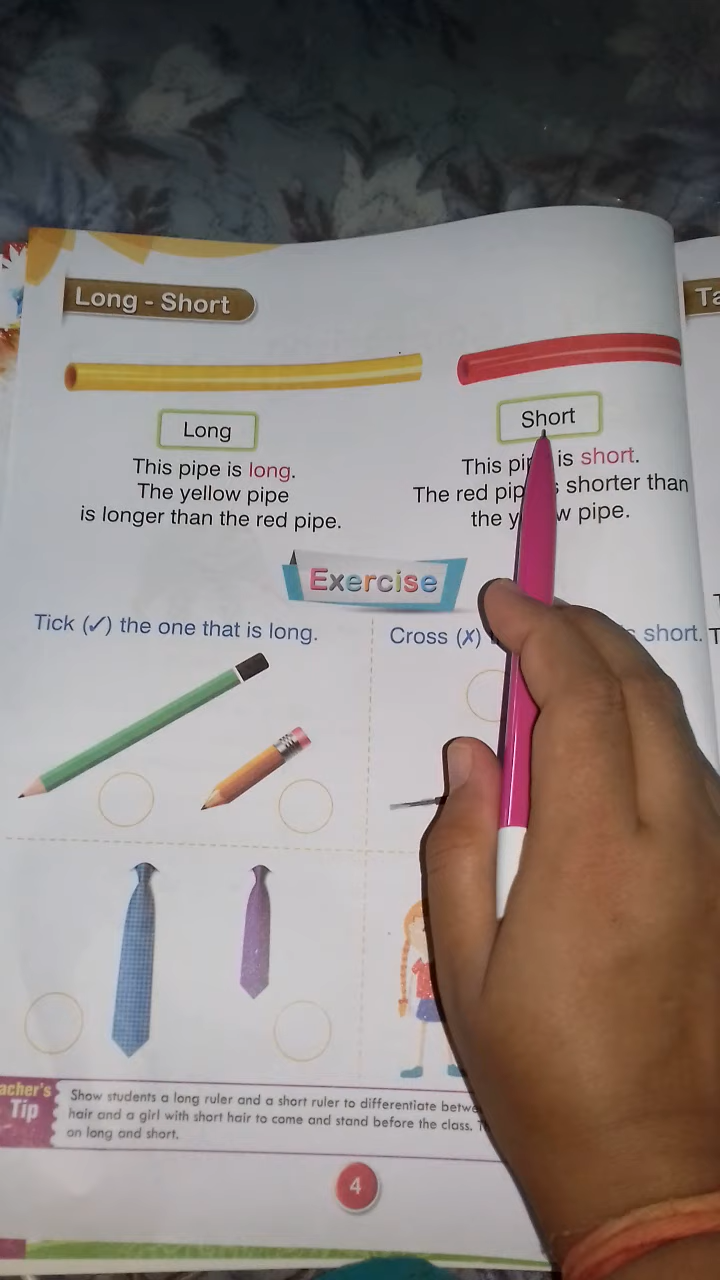 Long - Short
Ta
Long
Short
This pipe is long.
The yellow pipe
is longer than the red pipe.
This is short.
The red shorter than
the pipe.
Exercise
Tick (✓) the one that is long.
Cross (✗) short.
Show students a long ruler and a short ruler to differentiate
hair and a girl with short hair to come and stand before the class.
on long and short.
Tip
4